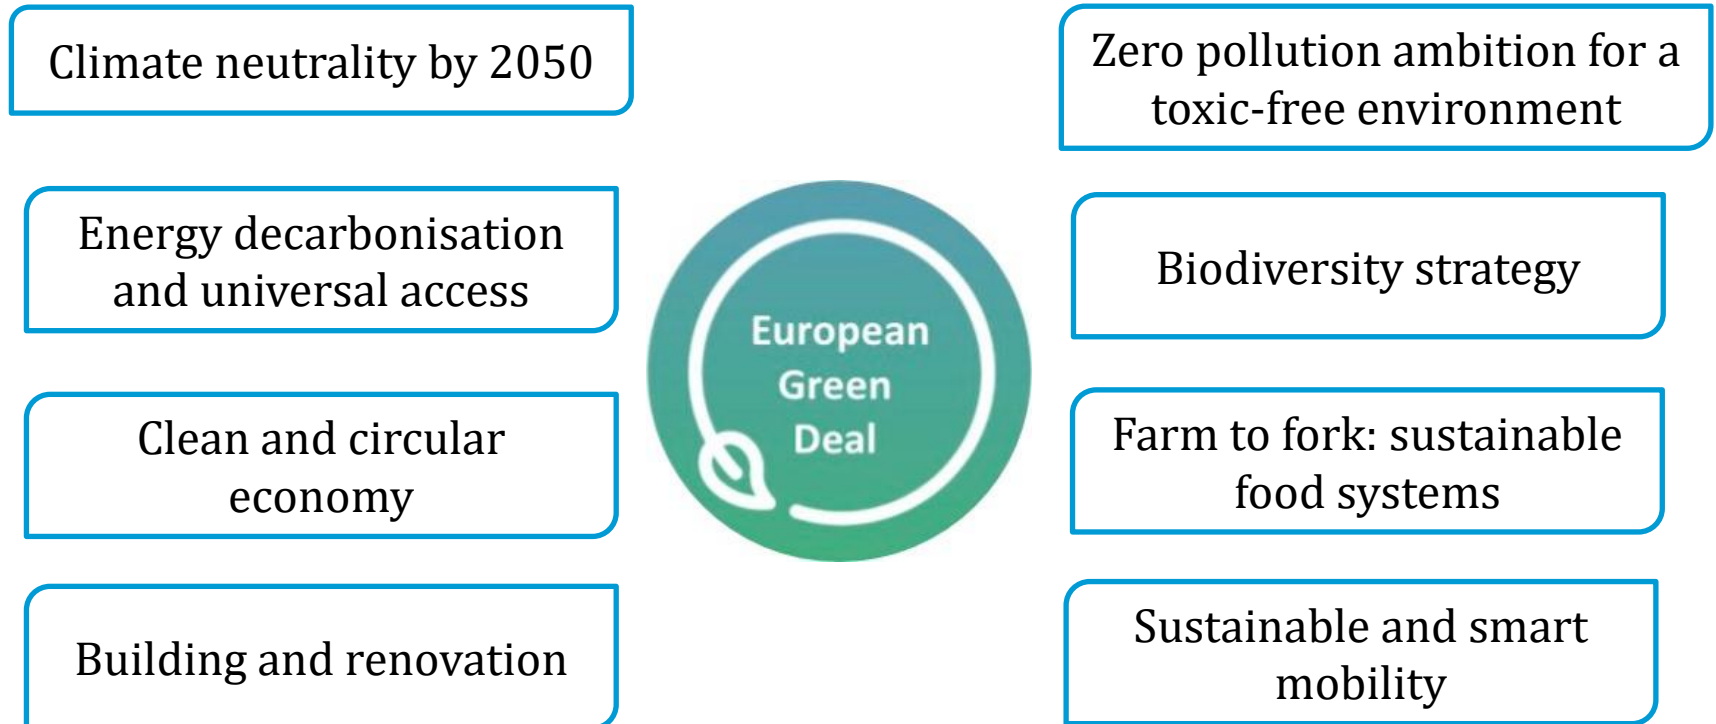 Climate neutrality by 2050
Energy decarbonisation
and universal access
Clean and circular
economy
Building and renovation
European
Green
Deal
Zero pollution ambition for a
toxic-free environment
Biodiversity strategy
Farm to fork: sustainable
food systems
Sustainable and smart
mobility